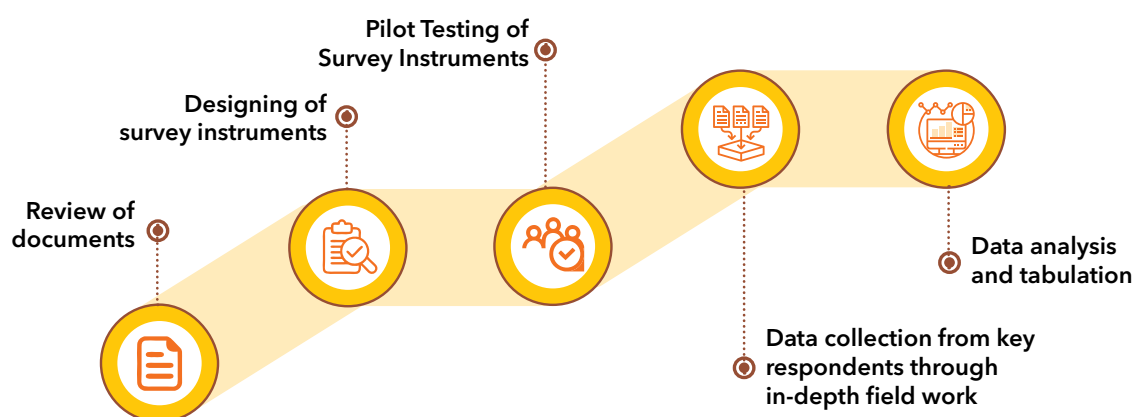 Review of
documents
Designing of
survey instruments
Pilot Testing of
Survey Instruments
Data collection from key
respondents through
in-depth field work
Data analysis
and tabulation